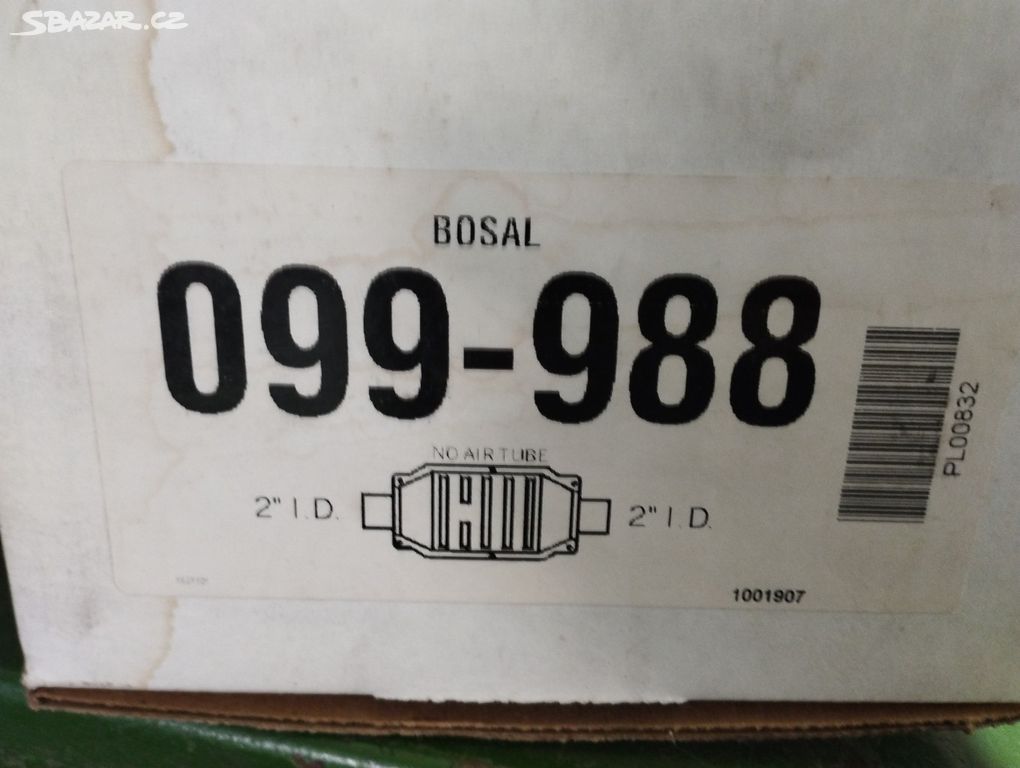 SBAZAR.CZ
BOSAL
099-988
NO AIR TUBE
2" I.D.
2" I.D.
PL00832
1001907